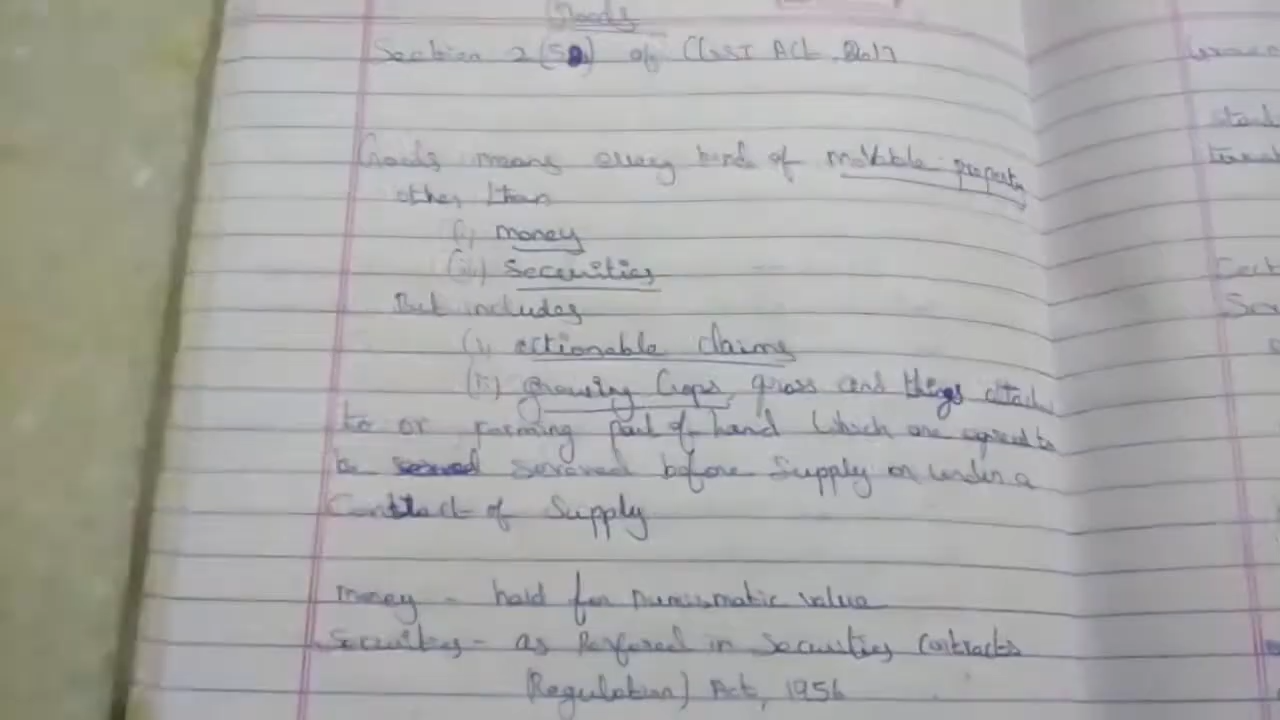 Goods
Section 2 (52) of CGST Act, 2017
Goods means every kind of movable property
other than
(i) money
(ii) Securities
But includes
(i) actionable claims
(ii) growing crops, grass and things attached
to or forming part of land which are agreed to
be served before Supply or under a
Contract of Supply
Money - held for numismatic value
Securities - as Referred in Securities Contracts
(Regulation) Act, 1956